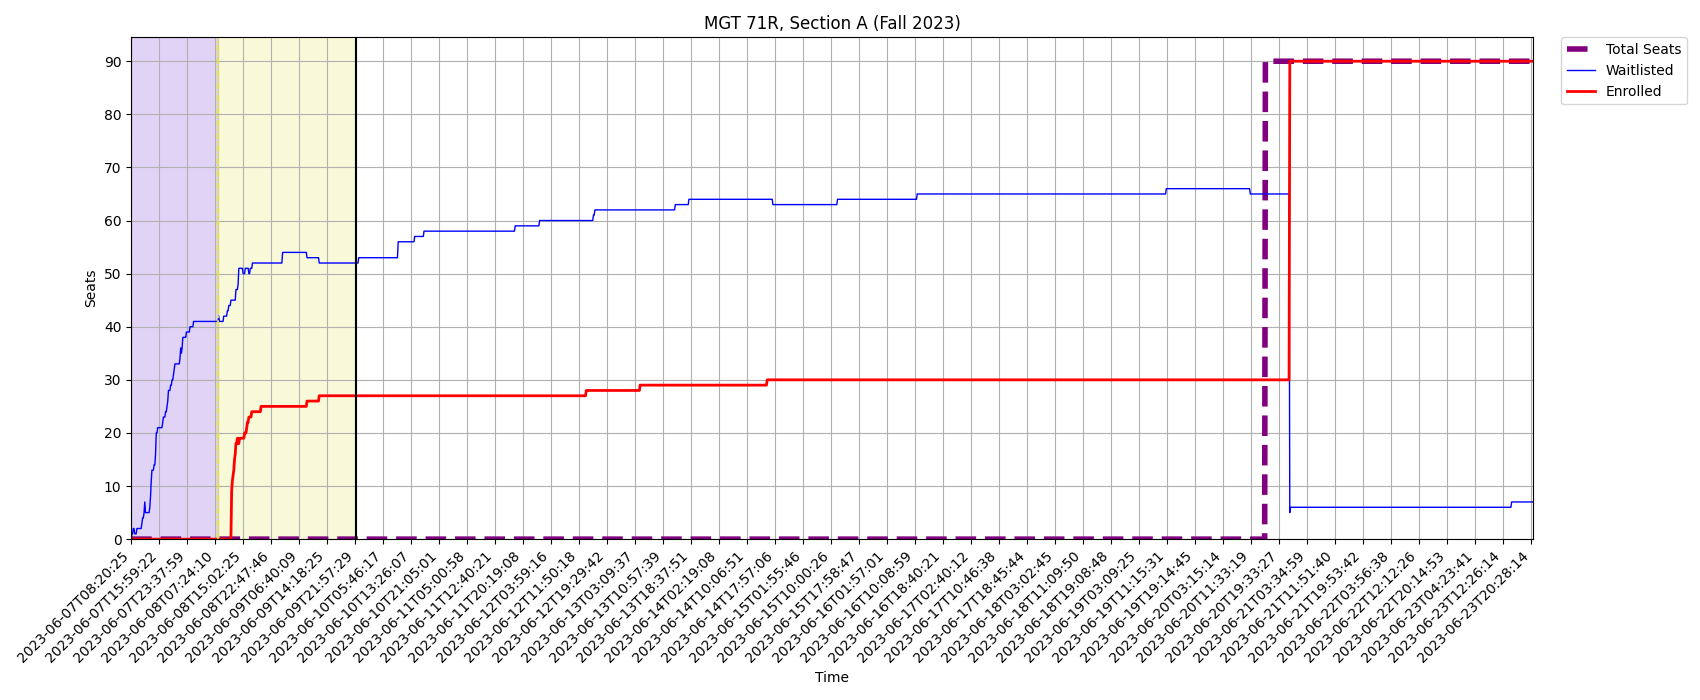 MGT 71R, Section A (Fall 2023)
Total Seats
Waitlisted
Enrolled
Seats
90
80
70
60
50
40
30
20
10
0
2023-06-07T08:20:25
2023-06-07T15:59:22
2023-06-07T23:37:59
2023-06-08T07:24:10
2023-06-08T15:02:25
2023-06-08T22:47:46
2023-06-09T06:40:09
2023-06-09T14:18:25
2023-06-09T21:57:29
2023-06-10T05:46:17
2023-06-10T13:26:07
2023-06-10T21:05:01
2023-06-11T05:00:58
2023-06-11T12:40:21
2023-06-11T20:19:08
2023-06-12T03:59:16
2023-06-12T11:50:18
2023-06-12T19:29:42
2023-06-13T03:09:37
2023-06-13T10:57:39
2023-06-13T18:37:51
2023-06-14T02:19:08
2023-06-14T10:06:51
2023-06-14T17:57:06
2023-06-15T01:55:46
2023-06-15T10:00:26
2023-06-15T17:58:47
2023-06-16T01:57:01
2023-06-16T10:08:59
2023-06-16T18:40:21
2023-06-17T02:40:12
2023-06-17T10:46:38
2023-06-17T18:45:44
2023-06-18T03:02:45
2023-06-18T11:09:50
2023-06-18T19:08:48
2023-06-19T03:09:25
2023-06-19T11:15:31
2023-06-19T19:14:45
2023-06-20T03:15:14
2023-06-20T11:33:19
2023-06-20T19:33:27
2023-06-21T03:34:59
2023-06-21T11:51:40
2023-06-21T19:53:42
2023-06-22T03:56:38
2023-06-22T12:12:26
2023-06-22T20:14:53
2023-06-23T04:23:41
2023-06-23T12:26:14
2023-06-23T20:28:14
Time